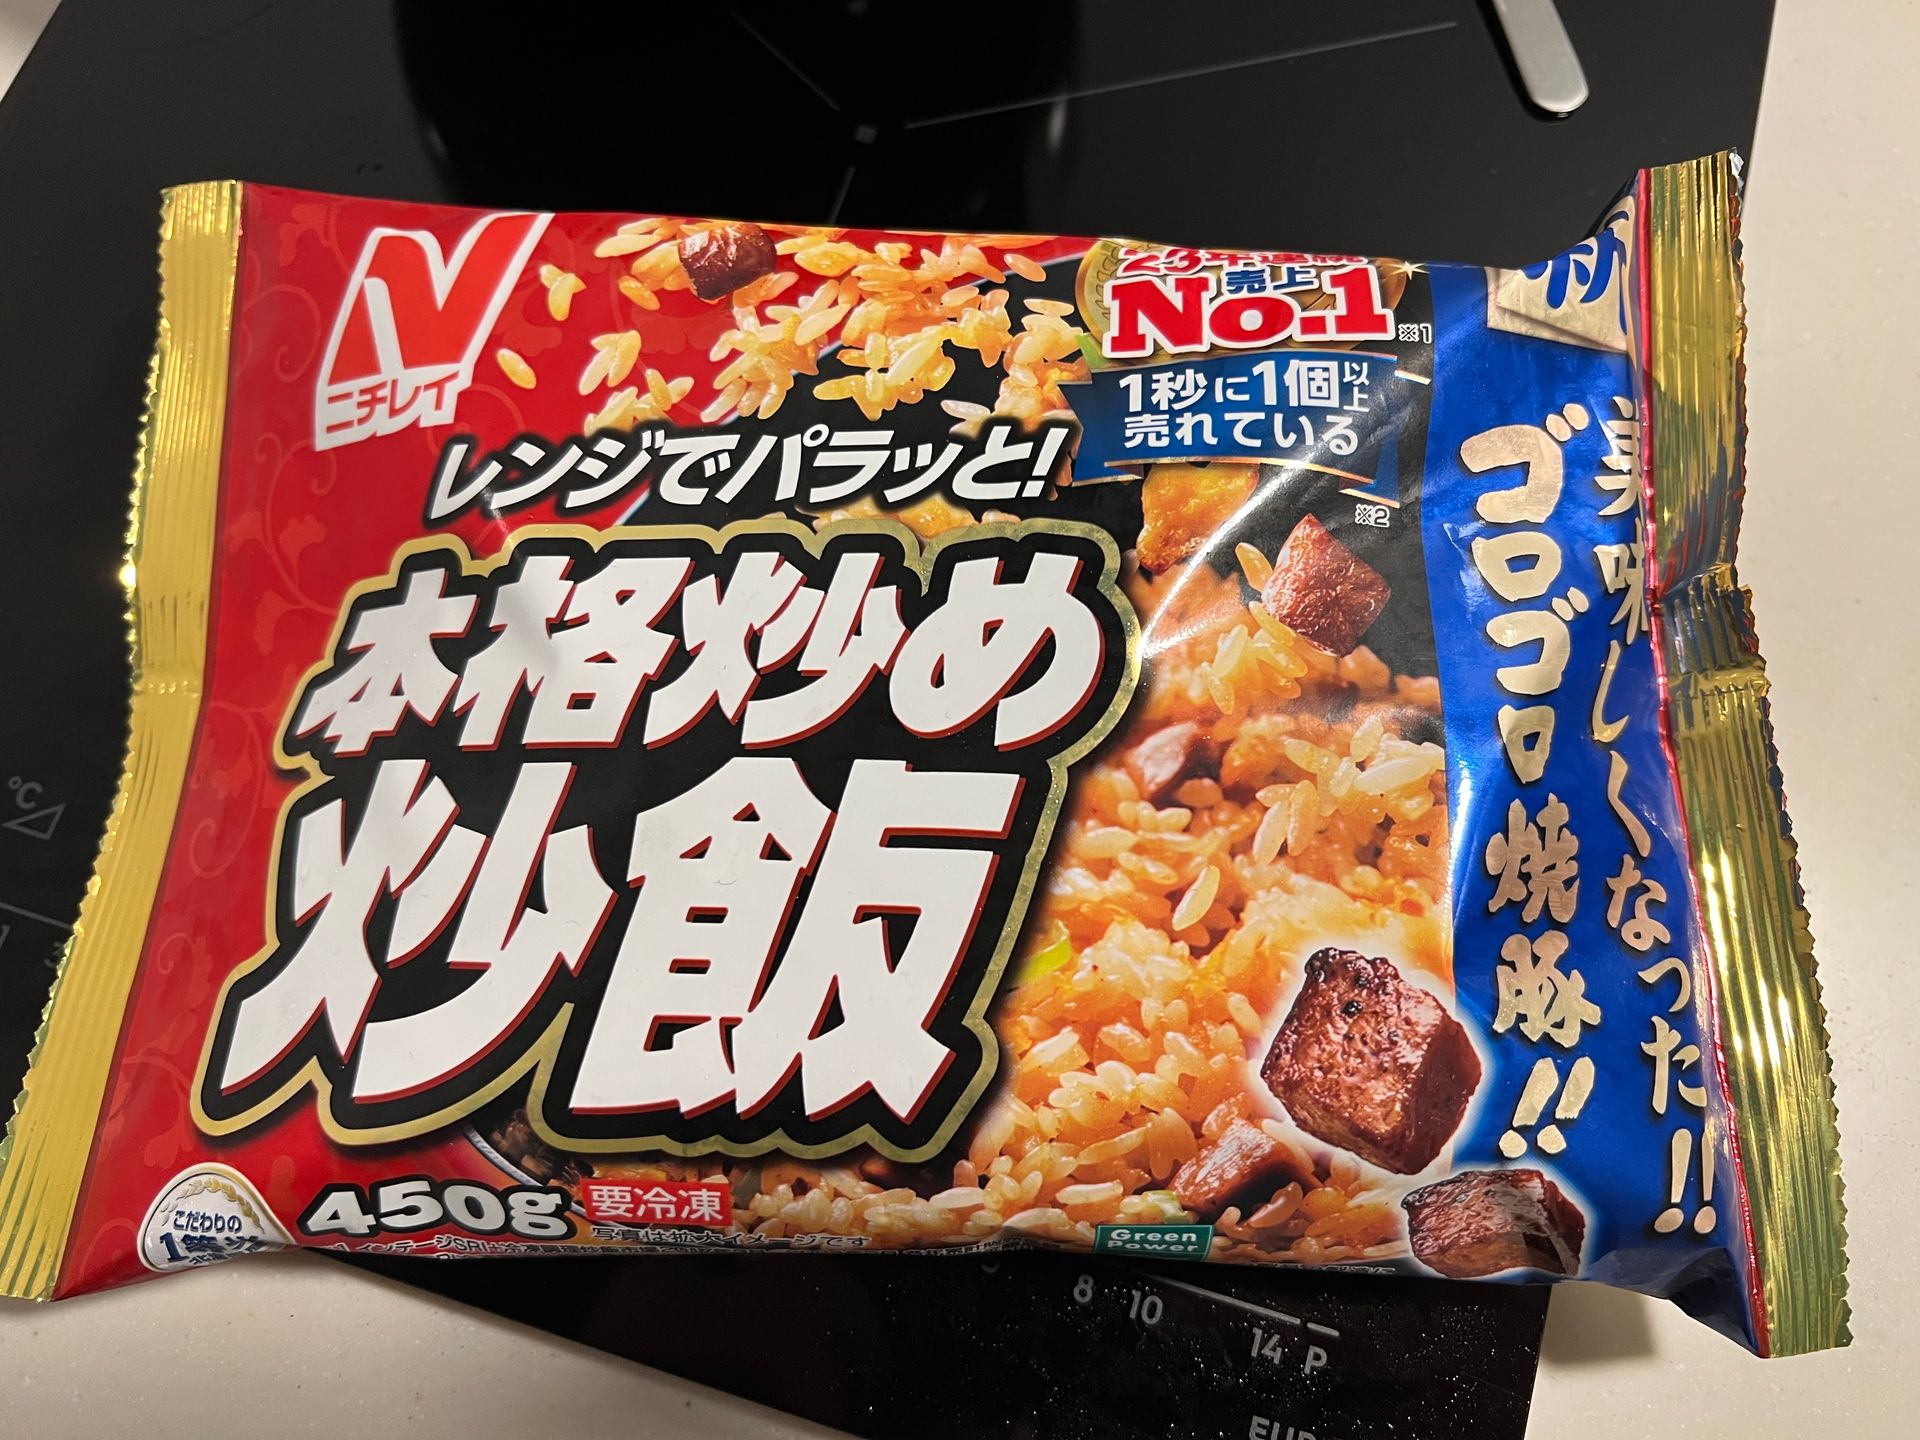 ニチレイ
23年連続
売上
No.1
※1
1秒に1個以上
売れている
※2
レンジでパラッと!
本格炒め
炒飯
美味しくなった!!
ゴロゴロ焼豚!!
450g
要冷凍
写真は拡大イメージです
こだわりの
Green
Power
°C
8 10
14 P